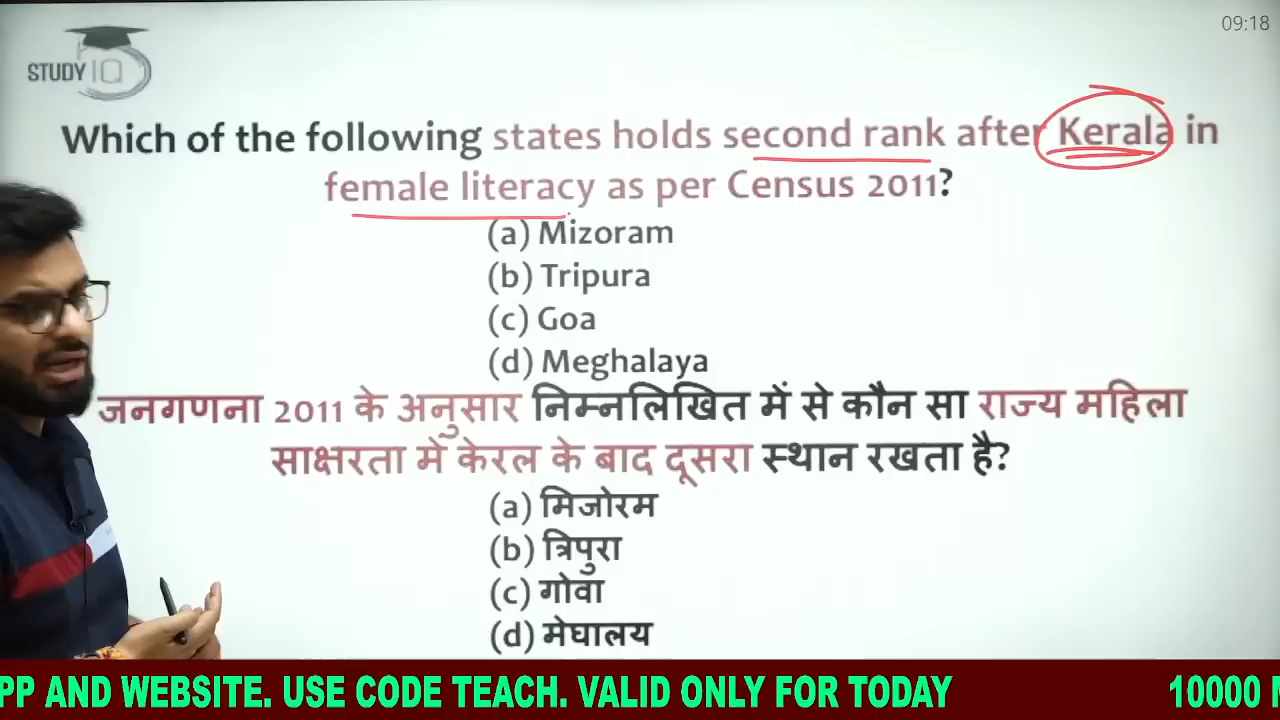 09:18
STUDY IQ
Which of the following states holds second rank after Kerala in
female literacy as per Census 2011?
(a) Mizoram
(b) Tripura
(c) Goa
(d) Meghalaya
जनगणना 2011 के अनुसार निम्नलिखित में से कौन सा राज्य महिला
साक्षरता में केरल के बाद दूसरा स्थान रखता है?
(a) मिजोरम
(b) त्रिपुरा
(c) गोवा
(d) मेघालय
PP AND WEBSITE. USE CODE TEACH. VALID ONLY FOR TODAY 10000